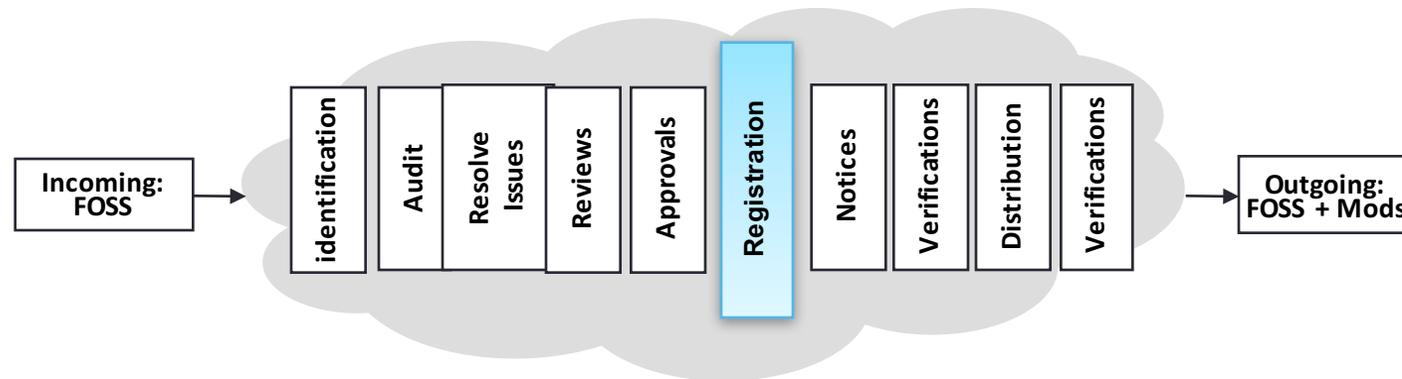 Incoming:
FOSS
identification
Audit
Resolve
Issues
Reviews
Approvals
Registration
Notices
Verifications
Distribution
Verifications
Outgoing:
FOSS + Mods